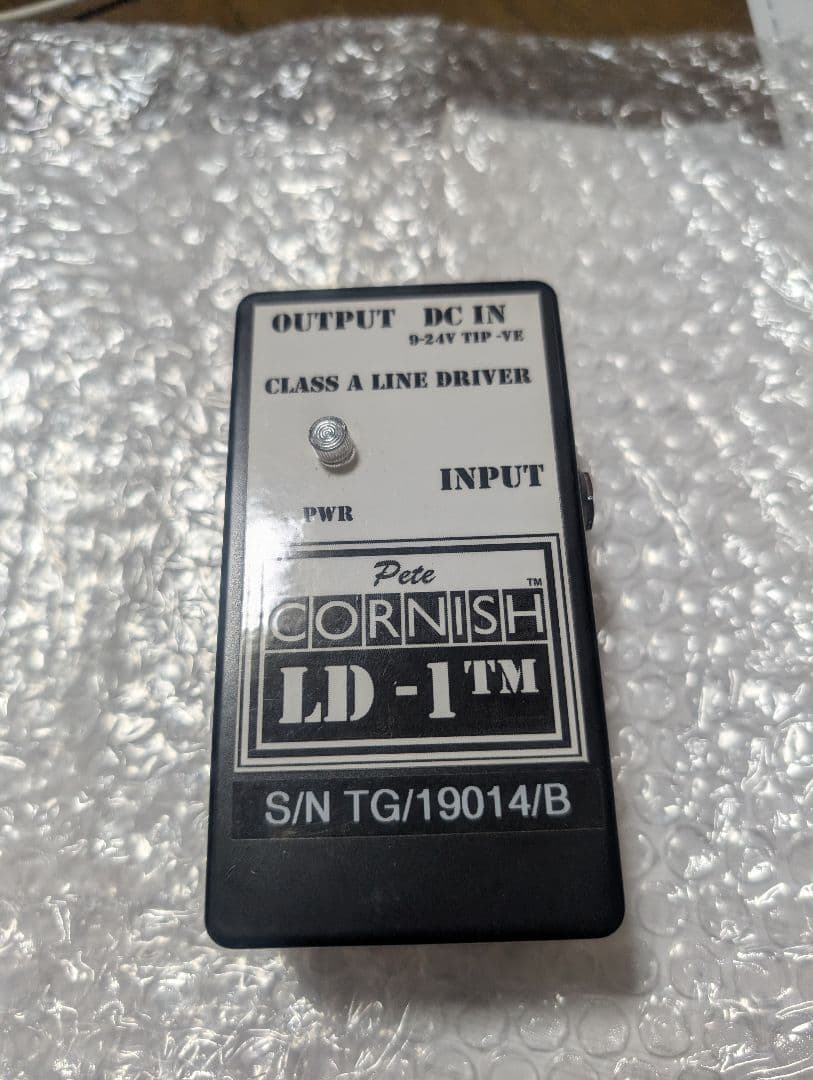 OUTPUT DC IN
9-24V TIP -VE
CLASS A LINE DRIVER
INPUT
PWR
Pete
CORNISH™
LD -1™
S/N TG/19014/B